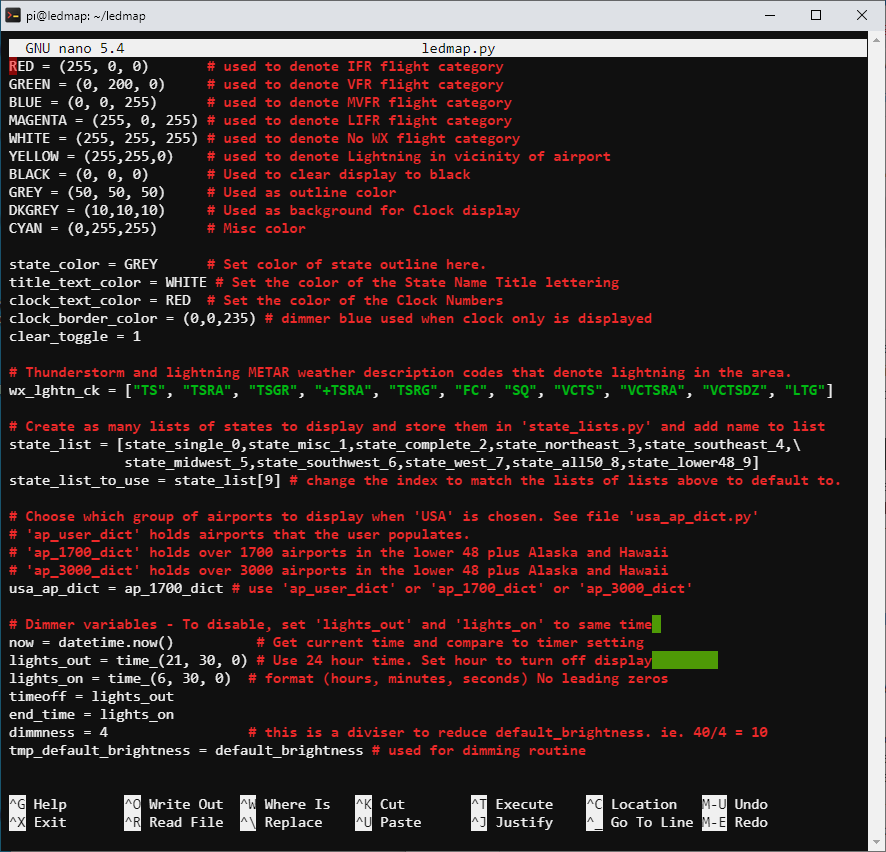 pi@ledmap: ~/ledmap
GNU nano 5.4 ledmap.py
RED = (255, 0, 0) # used to denote IFR flight category
GREEN = (0, 200, 0) # used to denote VFR flight category
BLUE = (0, 0, 255) # used to denote MVFR flight category
MAGENTA = (255, 0, 255) # used to denote LIFR flight category
WHITE = (255, 255, 255) # used to denote No WX flight category
YELLOW = (255,255,0) # used to denote Lightning in vicinity of airport
BLACK = (0, 0, 0) # Used to clear display to black
GREY = (50, 50, 50) # Used as outline color
DKGREY = (10,10,10) # Used as background for Clock display
CYAN = (0,255,255) # Misc color
state_color = GREY # Set color of state outline here.
title_text_color = WHITE # Set the color of the State Name Title lettering
clock_text_color = RED # Set the color of the Clock Numbers
clock_border_color = (0,0,235) # dimmer blue used when clock only is displayed
clear_toggle = 1
# Thunderstorm and lightning METAR weather description codes that denote lightning in the area.
wx_lghtn_ck = ["TS", "TSRA", "TSGR", "+TSRA", "TSRG", "FC", "SQ", "VCTS", "VCTSRA", "VCTSDZ", "LTG"]
# Create as many lists of states to display and store them in 'state_lists.py' and add name to list
state_list = [state_single_0,state_misc_1,state_complete_2,state_northeast_3,state_southeast_4,\
state_midwest_5,state_southwest_6,state_west_7,state_all50_8,state_lower48_9]
state_list_to_use = state_list[9] # change the index to match the lists of lists above to default to.
# Choose which group of airports to display when 'USA' is chosen. See file 'usa_ap_dict.py'
# 'ap_user_dict' holds airports that the user populates.
# 'ap_1700_dict' holds over 1700 airports in the lower 48 plus Alaska and Hawaii
# 'ap_3000_dict' holds over 3000 airports in the lower 48 plus Alaska and Hawaii
usa_ap_dict = ap_1700_dict # use 'ap_user_dict' or 'ap_1700_dict' or 'ap_3000_dict'
# Dimmer variables - To disable, set 'lights_out' and 'lights_on' to same time
now = datetime.now() # Get current time and compare to timer setting
lights_out = time_(21, 30, 0) # Use 24 hour time. Set hour to turn off display
lights_on = time_(6, 30, 0) # format (hours, minutes, seconds) No leading zeros
timeoff = lights_out
end_time = lights_on
dimmness = 4 # this is a diviser to reduce default_brightness. ie. 40/4 = 10
tmp_default_brightness = default_brightness # used for dimming routine
^G Help ^O Write Out ^W Where Is ^K Cut ^T Execute ^C Location M-U Undo
^X Exit ^R Read File ^\ Replace ^U Paste ^J Justify ^_ Go To Line M-E Redo